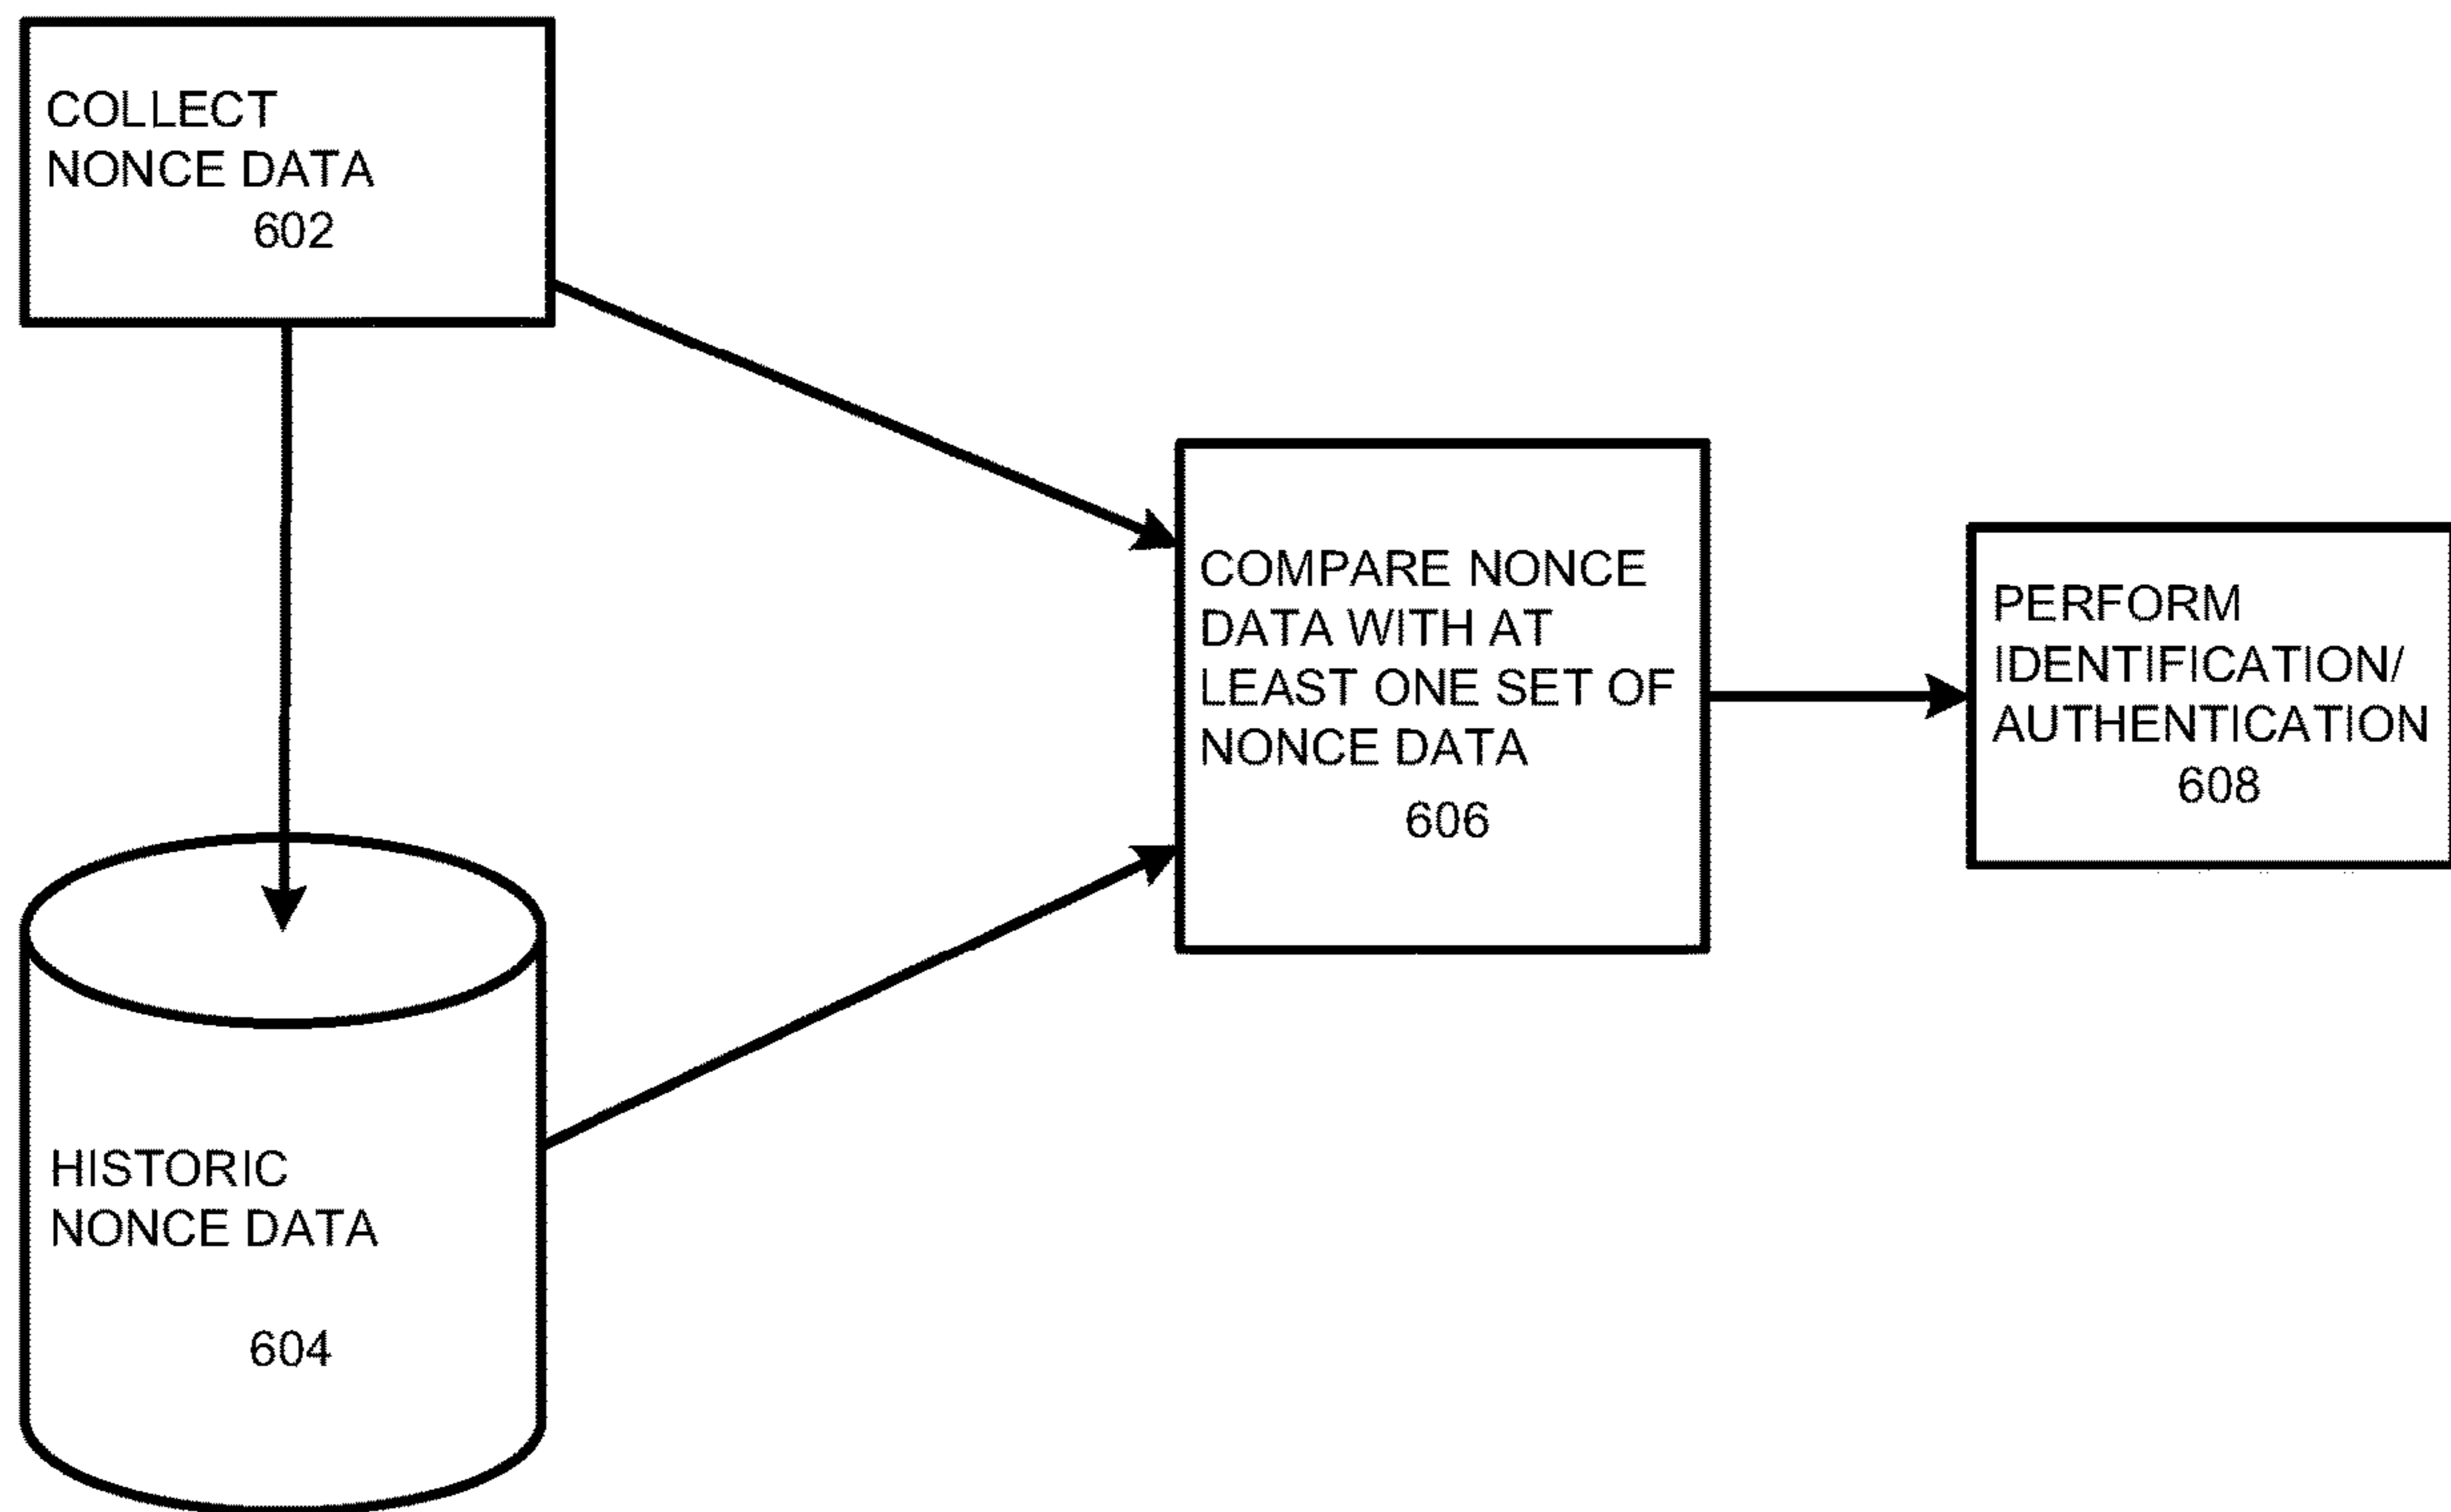 COLLECT
NONCE DATA
602
COMPARE NONCE
DATA WITH AT
LEAST ONE SET OF
NONCE DATA
606
PERFORM
IDENTIFICATION/
AUTHENTICATION
608
HISTORIC
NONCE DATA
604